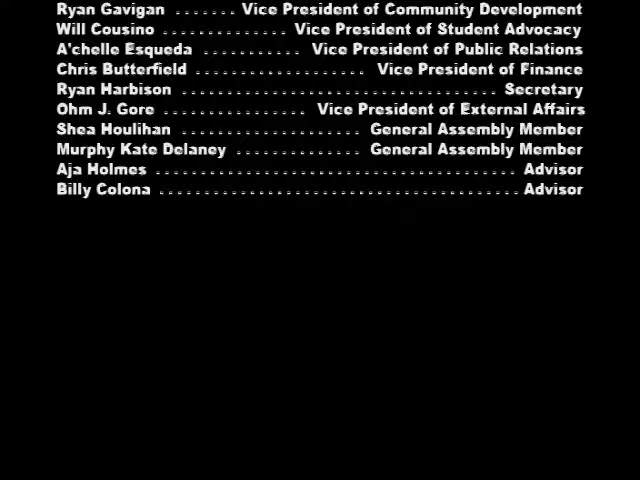 Ryan Gavigan ....... Vice President of Community Development
Will Cousino .............. Vice President of Student Advocacy
A'chelle Esqueda ........... Vice President of Public Relations
Chris Butterfield ................... Vice President of Finance
Ryan Harbison .................................... Secretary
Ohm J. Gore ................ Vice President of External Affairs
Shea Houlihan ..................... General Assembly Member
Murphy Kate Delaney .............. General Assembly Member
Aja Holmes ........................................ Advisor
Billy Colona ........................................ Advisor